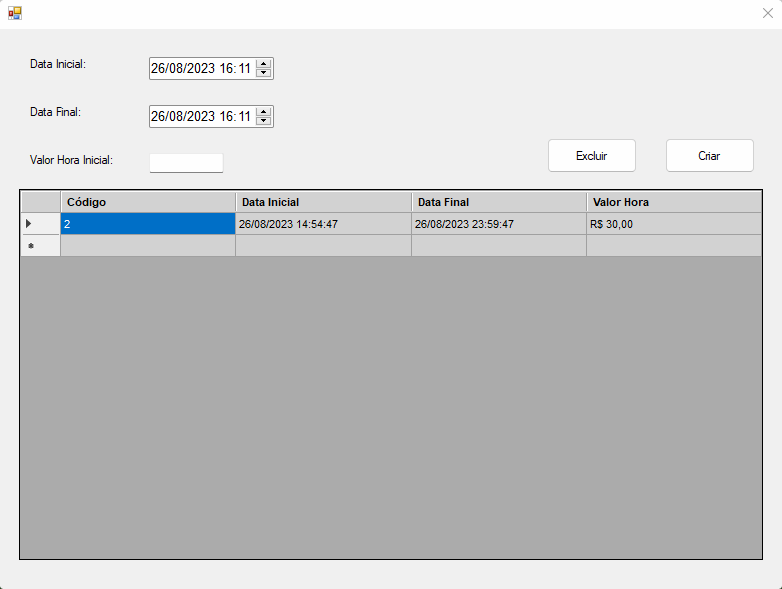 Data Inicial:
26/08/2023 16:11
Data Final:
26/08/2023 16:11
Valor Hora Inicial:
Excluir
Criar
Código Data Inicial Data Final Valor Hora
2 26/08/2023 14:54:47 26/08/2023 23:59:47 R$ 30,00